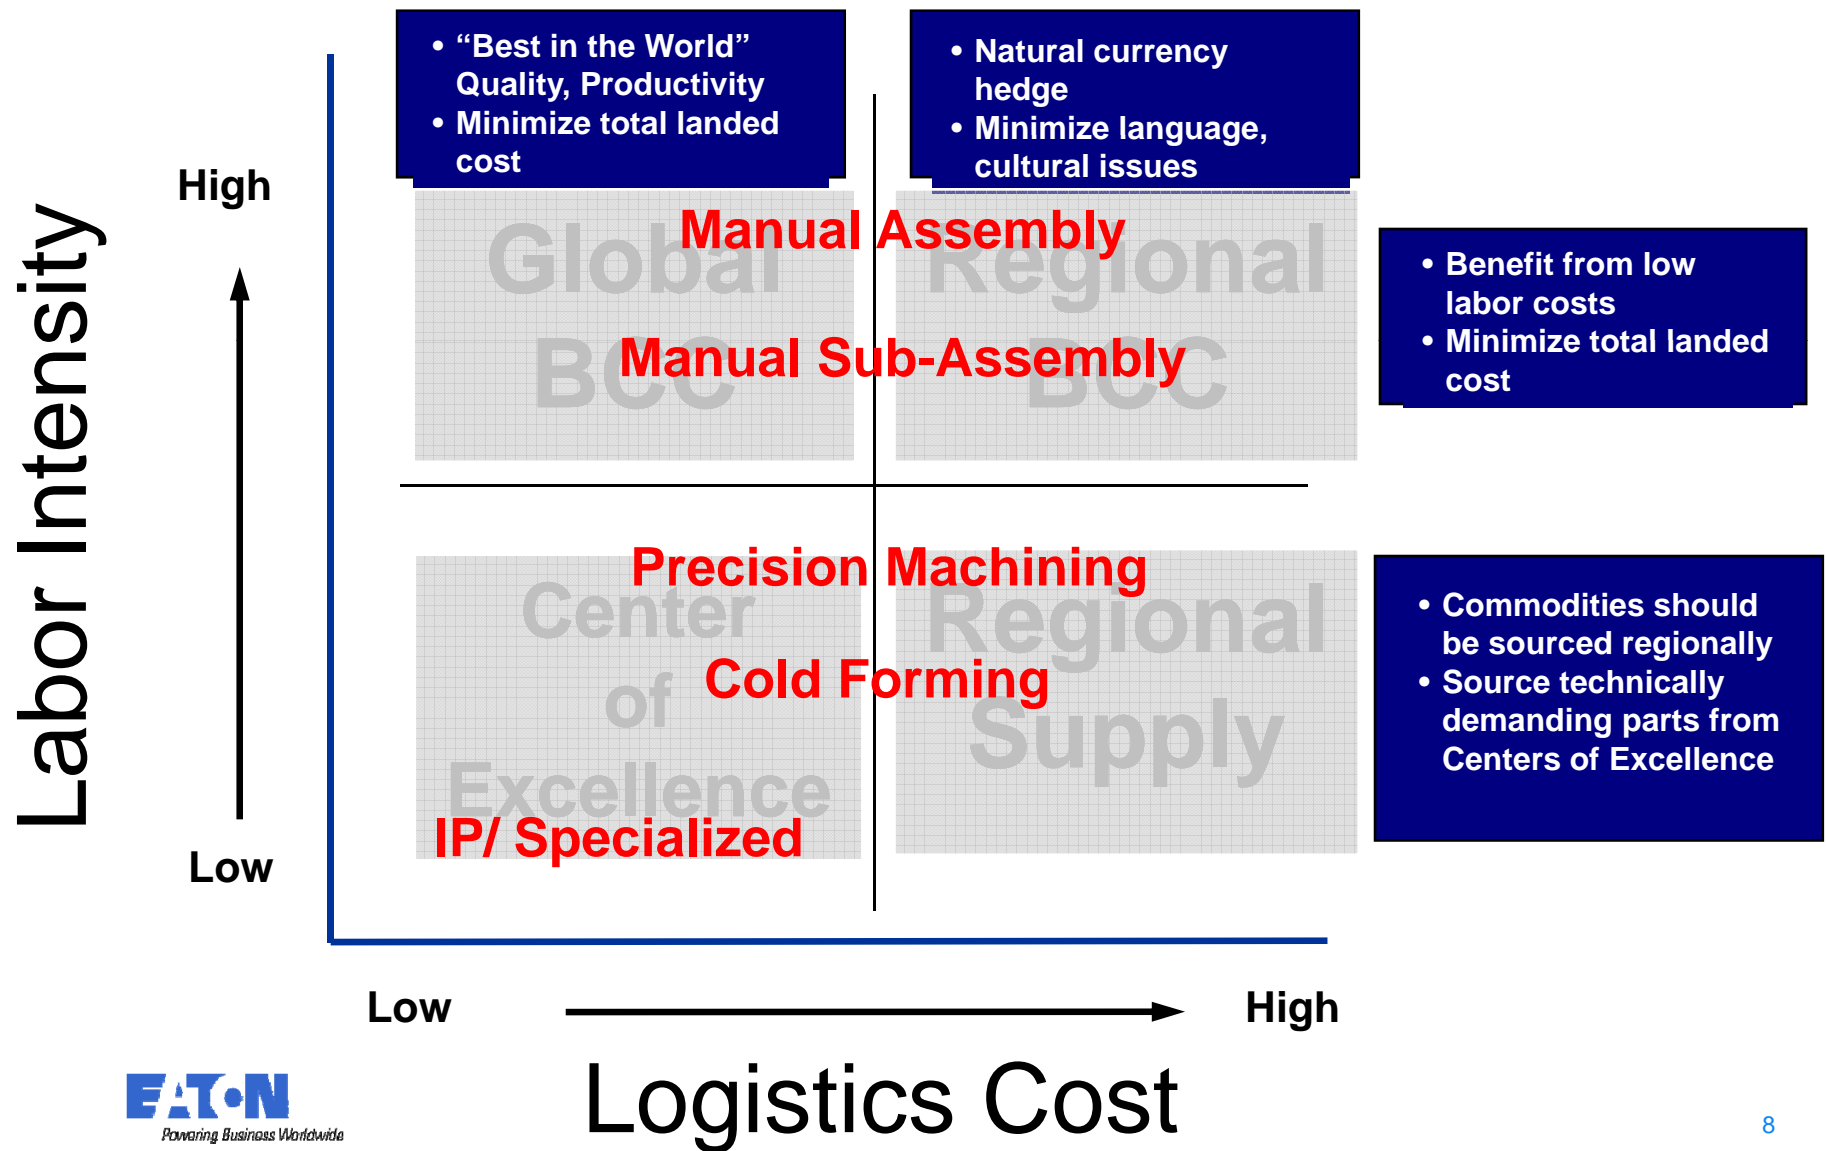 • “Best in the World”
Quality, Productivity
• Minimize total landed
cost
• Natural currency
hedge
• Minimize language,
cultural issues
High
Labor Intensity
Low
Global
BCC
Regional
BCC
Manual Assembly
Manual Sub-Assembly
• Benefit from low
labor costs
• Minimize total landed
cost
Center
of
Excellence
Regional
Supply
Precision Machining
Cold Forming
IP/ Specialized
• Commodities should
be sourced regionally
• Source technically
demanding parts from
Centers of Excellence
Low
High
Logistics Cost
EATON
Powering Business Worldwide
8